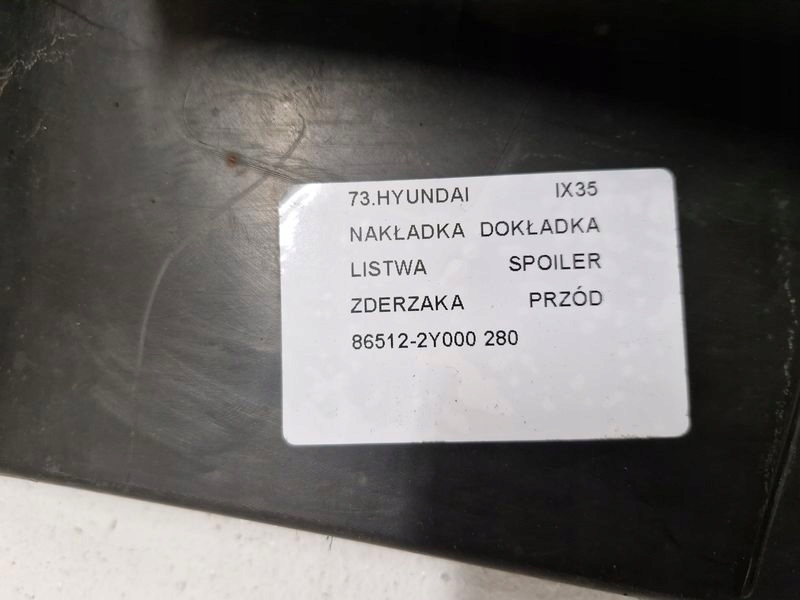 73.HYUNDAI IX35
NAKŁADKA DOKŁADKA
LISTWA SPOILER
ZDERZAKA PRZÓD
86512-2Y000 280